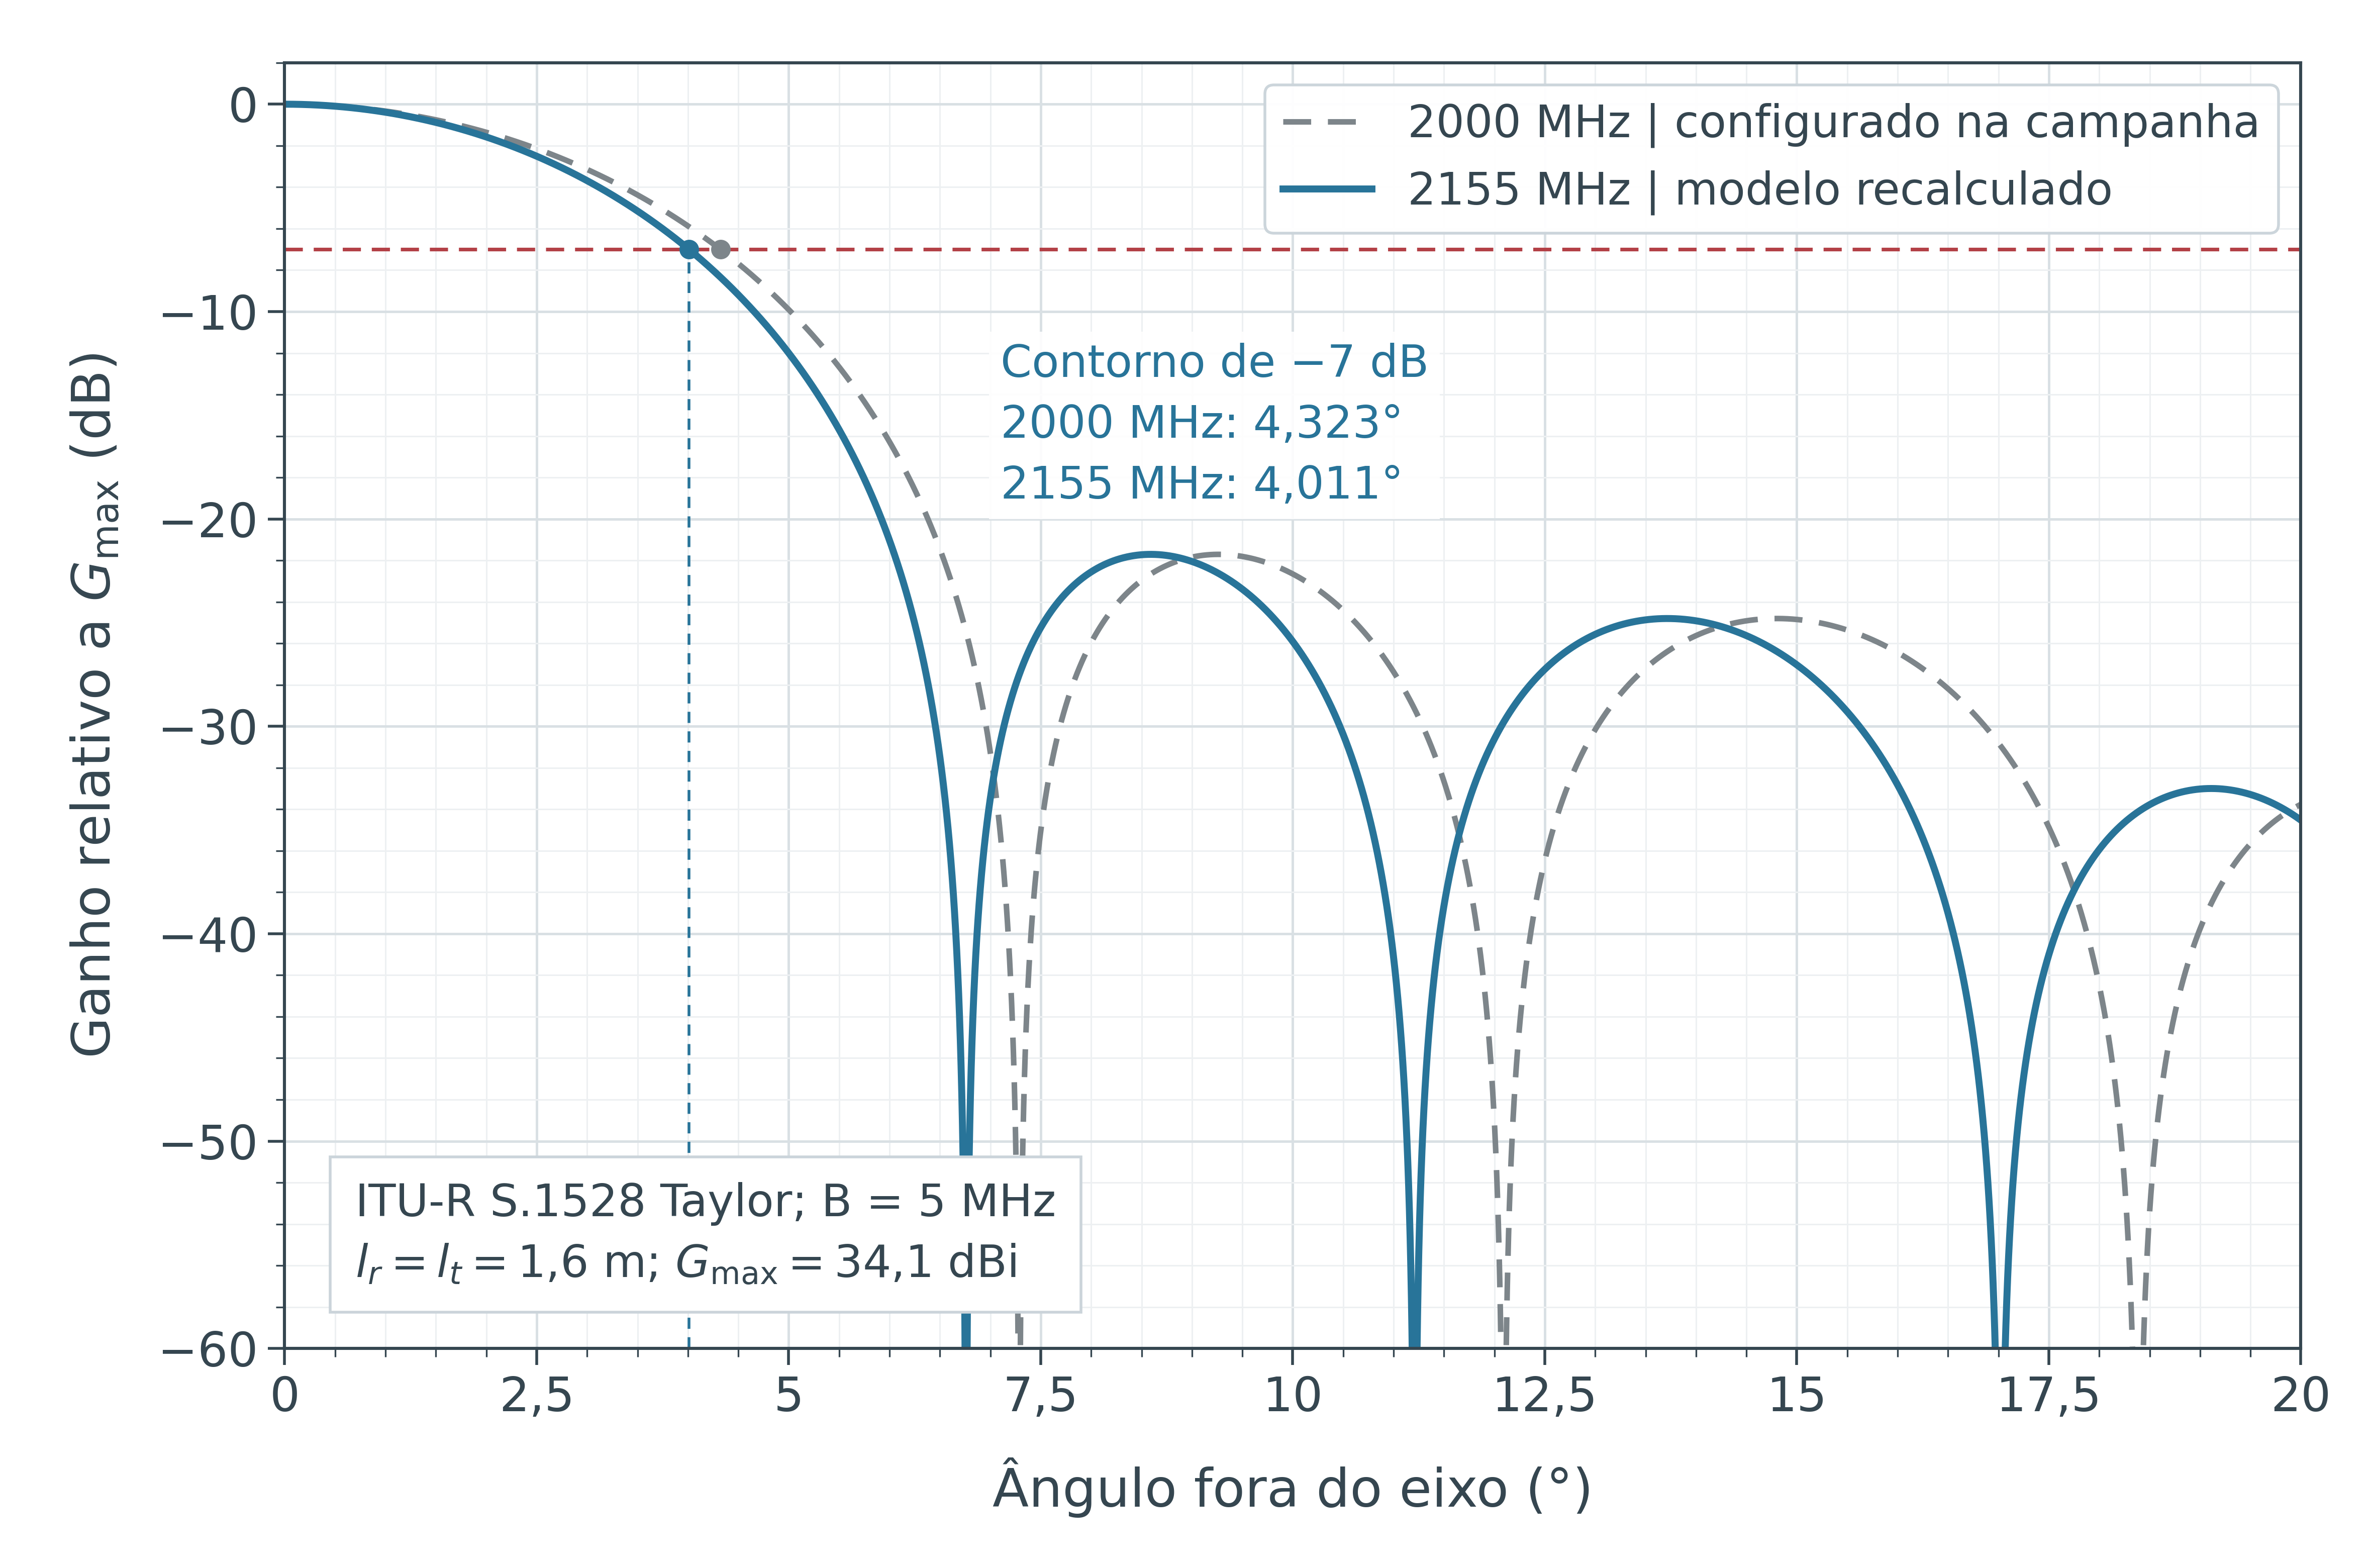 2000 MHz | configurado na campanha
2155 MHz | modelo recalculado
Contorno de −7 dB
2000 MHz: 4,323°
2155 MHz: 4,011°
ITU-R S.1528 Taylor; B = 5 MHz
lr = lt = 1,6 m; Gmax = 34,1 dBi
Ganho relativo a Gmax (dB)
0
−10
−20
−30
−40
−50
−60
0 2,5 5 7,5 10 12,5 15 17,5 20
Ângulo fora do eixo (°)